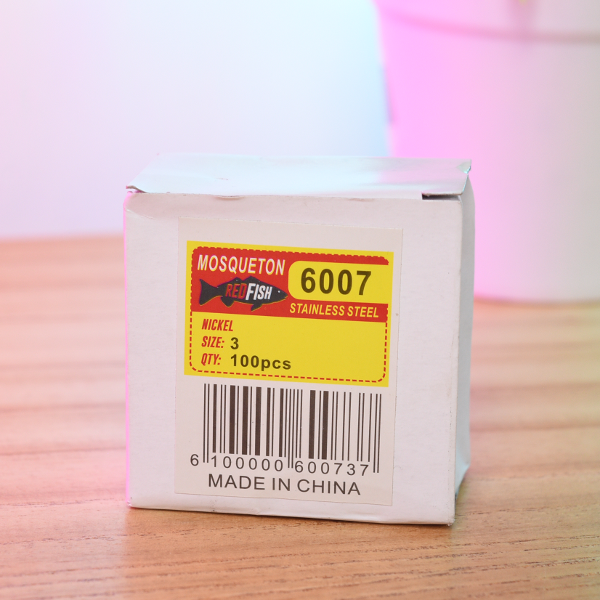 MOSQUETON
6007
REDFISH
STAINLESS STEEL
NICKEL
SIZE: 3
QTY: 100pcs
6 100000 600737
MADE IN CHINA